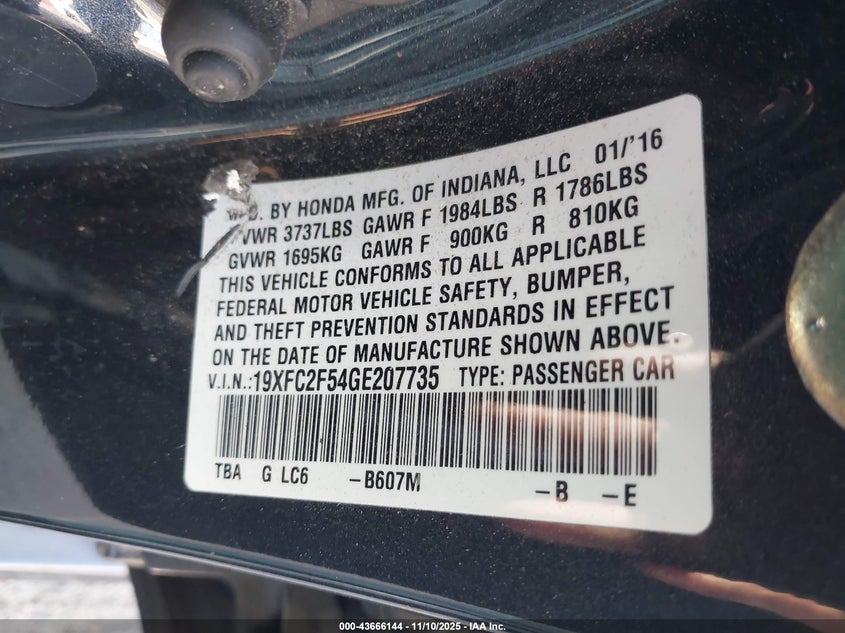 BY HONDA MFG. OF INDIANA, LLC 01/'16
GVWR 3737LBS GAWR F 1984LBS R 1786LBS
GVWR 1695KG GAWR F 900KG R 810KG
THIS VEHICLE CONFORMS TO ALL APPLICABLE
FEDERAL MOTOR VEHICLE SAFETY, BUMPER,
AND THEFT PREVENTION STANDARDS IN EFFECT
ON THE DATE OF MANUFACTURE SHOWN ABOVE.
V.I.N.:19XFC2F54GE207735 TYPE: PASSENGER CAR
TBA G LC6 -B607M -B -E
000-43666144 - 11/10/2025 - IAA Inc.